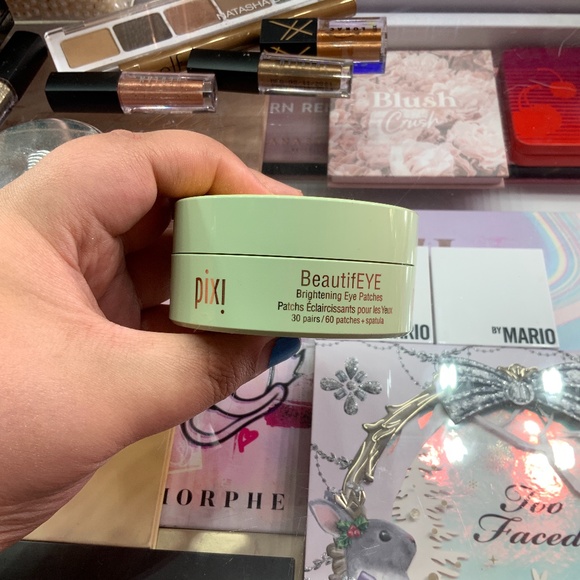 NATASHA
Blush
Crush
pixi
BeautifEYE
Brightening Eye Patches
Patchs Éclaircissants pour les Yeux
30 pairs / 60 patches + spatula
ARIO
BY MARIO
MORPHE
Too
Faced